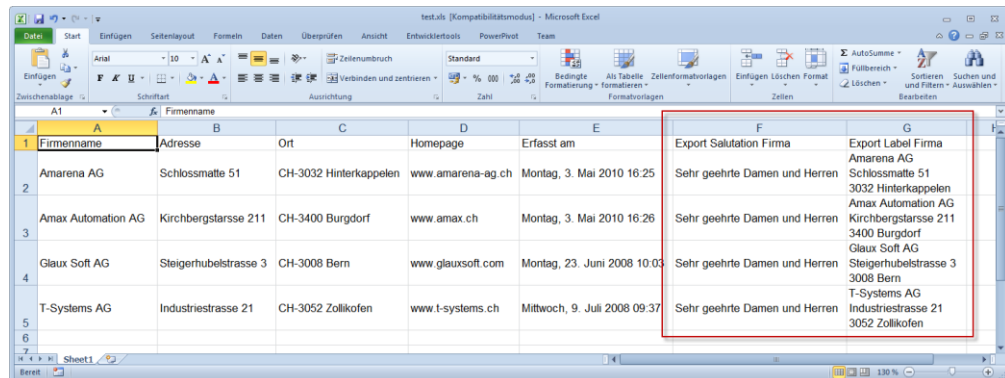 test.xls [Kompatibilitätsmodus] - Microsoft Excel
Datei Start Einfügen Seitenlayout Formeln Daten Überprüfen Ansicht Entwicklertools PowerPivot Team
Arial 10 Zeilenumbruch Standard Σ AutoSumme
Füllbereich
Einfügen F K U Verbinden und zentrieren % 000 Bedingte Formatierung Als Tabelle formatieren Zellenformatvorlagen Einfügen Löschen Format Löschen Sortieren und Filtern Suchen und Auswählen
Zwischenablage Schriftart Ausrichtung Zahl Formatvorlagen Zellen Bearbeiten
A1 fx Firmenname
A B C D E F G H
1 Firmenname Adresse Ort Homepage Erfasst am Export Salutation Firma Export Label Firma
Amarena AG
Amarena AG Schlossmatte 51 CH-3032 Hinterkappelen www.amarena-ag.ch Montag, 3. Mai 2010 16:25 Sehr geehrte Damen und Herren Schlossmatte 51
2 3032 Hinterkappelen
Amax Automation AG
Amax Automation AG Kirchbergstarsse 211 CH-3400 Burgdorf www.amax.ch Montag, 3. Mai 2010 16:26 Sehr geehrte Damen und Herren Kirchbergstarsse 211
3 3400 Burgdorf
Glaux Soft AG
Glaux Soft AG Steigerhubelstrasse 3 CH-3008 Bern www.glauxsoft.com Montag, 23. Juni 2008 10:03 Sehr geehrte Damen und Herren Steigerhubelstrasse 3
4 3008 Bern
T-Systems AG
T-Systems AG Industriestrasse 21 CH-3052 Zollikofen www.t-systems.ch Mittwoch, 9. Juli 2008 09:37 Sehr geehrte Damen und Herren Industriestrasse 21
5 3052 Zollikofen
6
7
Sheet1
Bereit 130 %